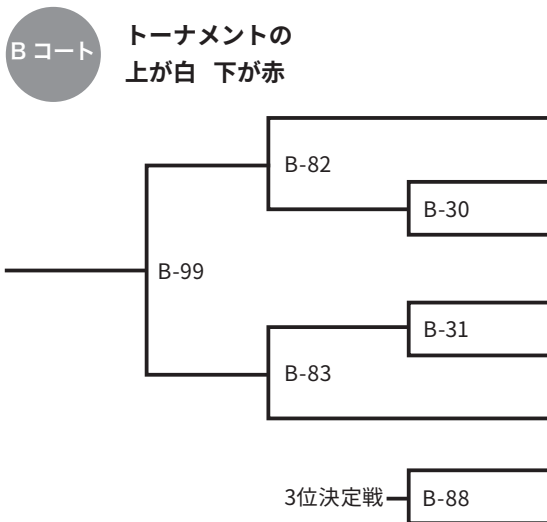 B コート
トーナメントの
上が白 下が赤
B-82
B-30
B-99
B-31
B-83
3位決定戦
B-88